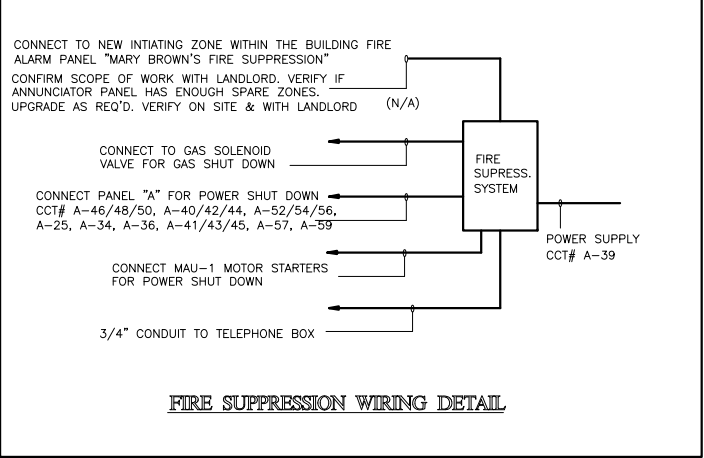 CONNECT TO NEW INTIATING ZONE WITHIN THE BUILDING FIRE
ALARM PANEL "MARY BROWN'S FIRE SUPPRESSION"
CONFIRM SCOPE OF WORK WITH LANDLORD. VERIFY IF
ANNUNCIATOR PANEL HAS ENOUGH SPARE ZONES.
UPGRADE AS REQ'D. VERIFY ON SITE & WITH LANDLORD
(N/A)
CONNECT TO GAS SOLENOID
VALVE FOR GAS SHUT DOWN
FIRE
SUPRESS.
SYSTEM
CONNECT PANEL "A" FOR POWER SHUT DOWN
CCT# A-46/48/50, A-40/42/44, A-52/54/56,
A-25, A-34, A-36, A-41/43/45, A-57, A-59
POWER SUPPLY
CCT# A-39
CONNECT MAU-1 MOTOR STARTERS
FOR POWER SHUT DOWN
3/4" CONDUIT TO TELEPHONE BOX
FIRE SUPPRESSION WIRING DETAIL